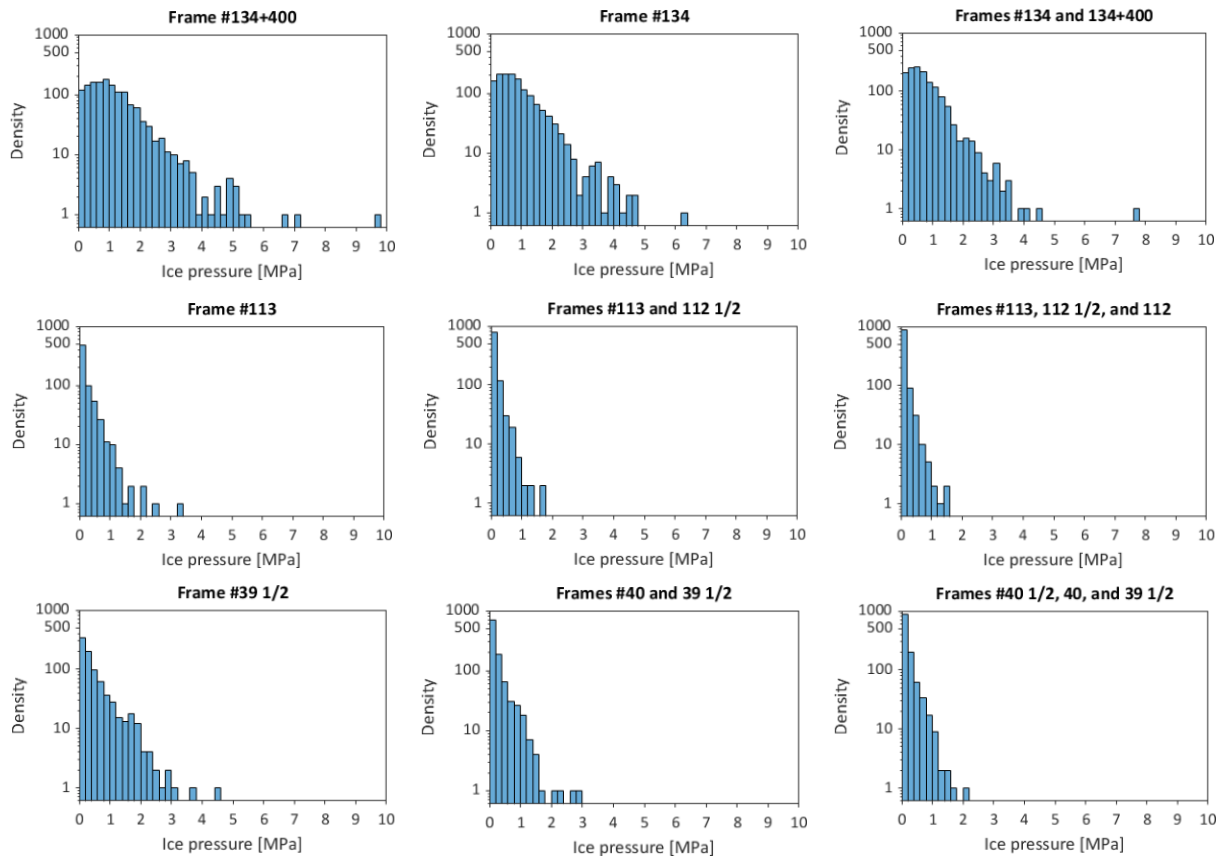 Frame #134+400
1000
500
100
10
1
Density
0 1 2 3 4 5 6 7 8 9 10
Ice pressure [MPa]
Frame #134
1000
500
100
10
1
Density
0 1 2 3 4 5 6 7 8 9 10
Ice pressure [MPa]
Frames #134 and 134+400
1000
500
100
10
1
Density
0 1 2 3 4 5 6 7 8 9 10
Ice pressure [MPa]
Frame #113
1000
500
100
10
1
Density
0 1 2 3 4 5 6 7 8 9 10
Ice pressure [MPa]
Frames #113 and 112 1/2
1000
500
100
10
1
Density
0 1 2 3 4 5 6 7 8 9 10
Ice pressure [MPa]
Frames #113, 112 1/2, and 112
1000
500
100
10
1
Density
0 1 2 3 4 5 6 7 8 9 10
Ice pressure [MPa]
Frame #39 1/2
1000
500
100
10
1
Density
0 1 2 3 4 5 6 7 8 9 10
Ice pressure [MPa]
Frames #40 and 39 1/2
1000
500
100
10
1
Density
0 1 2 3 4 5 6 7 8 9 10
Ice pressure [MPa]
Frames #40 1/2, 40, and 39 1/2
1000
500
100
10
1
Density
0 1 2 3 4 5 6 7 8 9 10
Ice pressure [MPa]